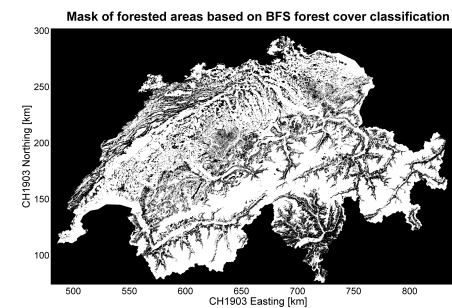 Mask of forested areas based on BFS forest cover classification
300
250
200
150
100
CH1903 Northing [km]
500 550 600 650 700 750 800
CH1903 Easting [km]